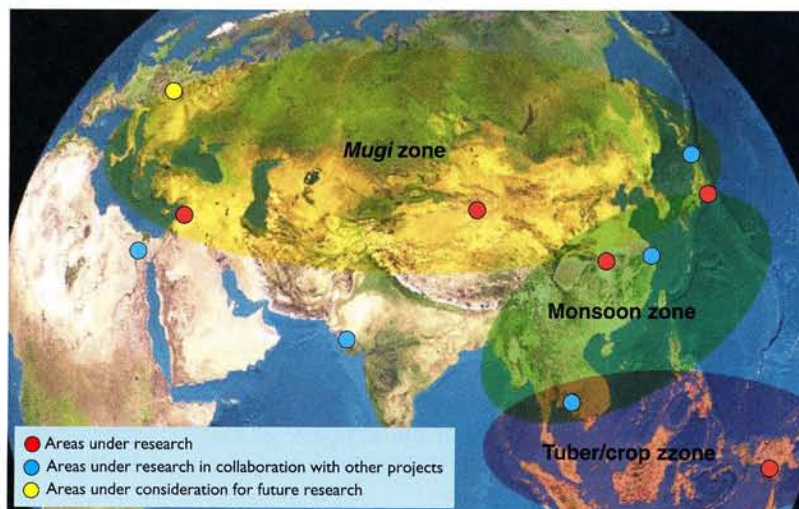 Mugi zone
Monsoon zone
Tuber/crop zzone
Areas under research
Areas under research in collaboration with other projects
Areas under consideration for future research